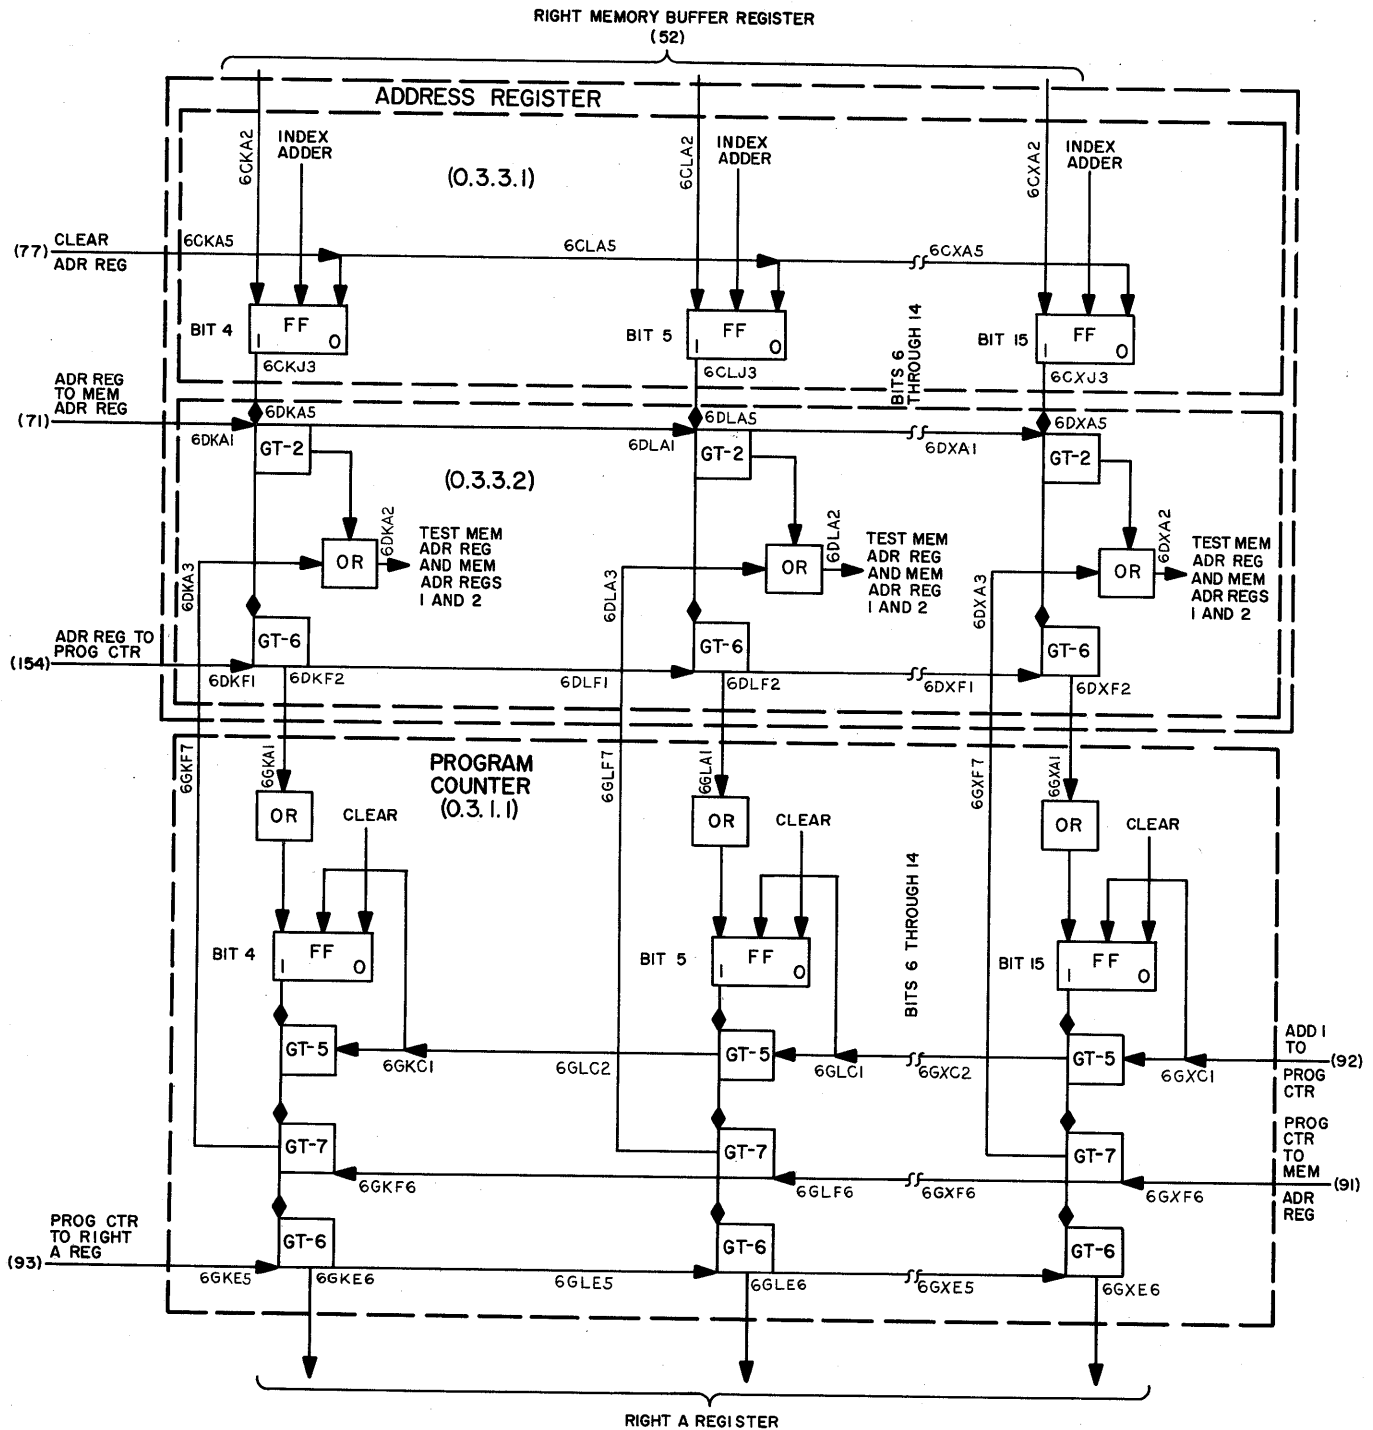 RIGHT MEMORY BUFFER REGISTER
(52)
ADDRESS REGISTER
6CKA2
INDEX
ADDER
(0.3.3.1)
6CLA2
INDEX
ADDER
6CXA2
INDEX
ADDER
(77)
CLEAR
ADR REG
6CKA5
6CLA5
6CXA5
BIT 4
FF
1
0
BIT 5
FF
1
0
BITS 6
THROUGH 14
BIT 15
FF
1
0
6CKJ3
6CLJ3
6CXJ3
ADR REG
TO MEM
ADR REG
(71)
6DKA5
6DKA1
GT-2
6DLA5
6DLA1
GT-2
6DXA5
6DXA1
GT-2
(0.3.3.2)
6DKA3
OR
6DKA2
TEST MEM
ADR REG
AND MEM
ADR REGS
1 AND 2
6DLA3
OR
6DLA2
TEST MEM
ADR REG
AND MEM
ADR REG
1 AND 2
6DXA3
OR
6DXA2
TEST MEM
ADR REG
AND MEM
ADR REGS
1 AND 2
ADR REG TO
PROG CTR
(154)
GT-6
6DKF1
6DKF2
GT-6
6DLF1
6DLF2
GT-6
6DXF1
6DXF2
PROGRAM
COUNTER
(0.3.1.1)
6GKF7
6GKA1
OR
CLEAR
6GLF7
6GLA1
OR
CLEAR
6GXF7
6GXA1
OR
CLEAR
BIT 4
FF
1
0
BIT 5
FF
1
0
BITS 6 THROUGH 14
BIT 15
FF
1
0
GT-5
6GKC1
6GLC2
GT-5
6GLC1
6GXC2
GT-5
6GXC1
ADD 1
TO
PROG
CTR
(92)
GT-7
6GKF6
GT-7
6GLF6
6GXF6
GT-7
6GXF6
PROG
CTR
TO
MEM
ADR
REG
(91)
PROG CTR
TO RIGHT
A REG
(93)
6GKE5
GT-6
6GKE6
6GLE5
GT-6
6GLE6
6GXE5
GT-6
6GXE6
RIGHT A REGISTER